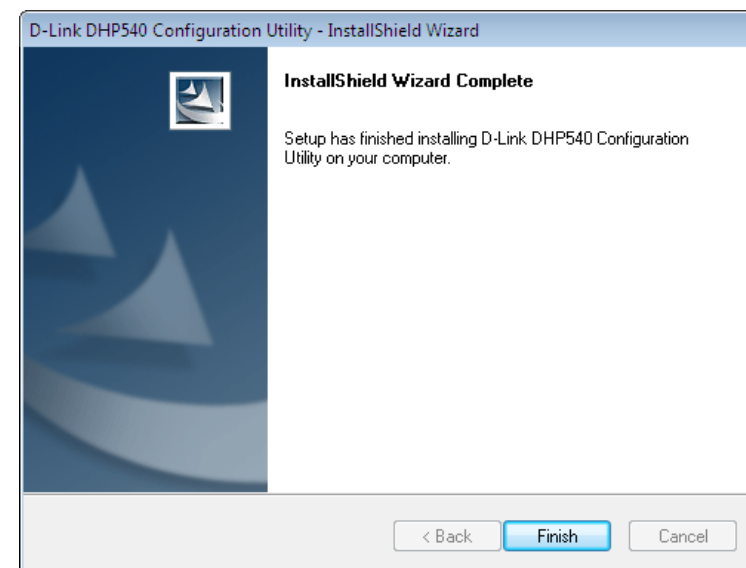 D-Link DHP540 Configuration Utility - InstallShield Wizard
InstallShield Wizard Complete
Setup has finished installing D-Link DHP540 Configuration
Utility on your computer.
< Back
Finish
Cancel